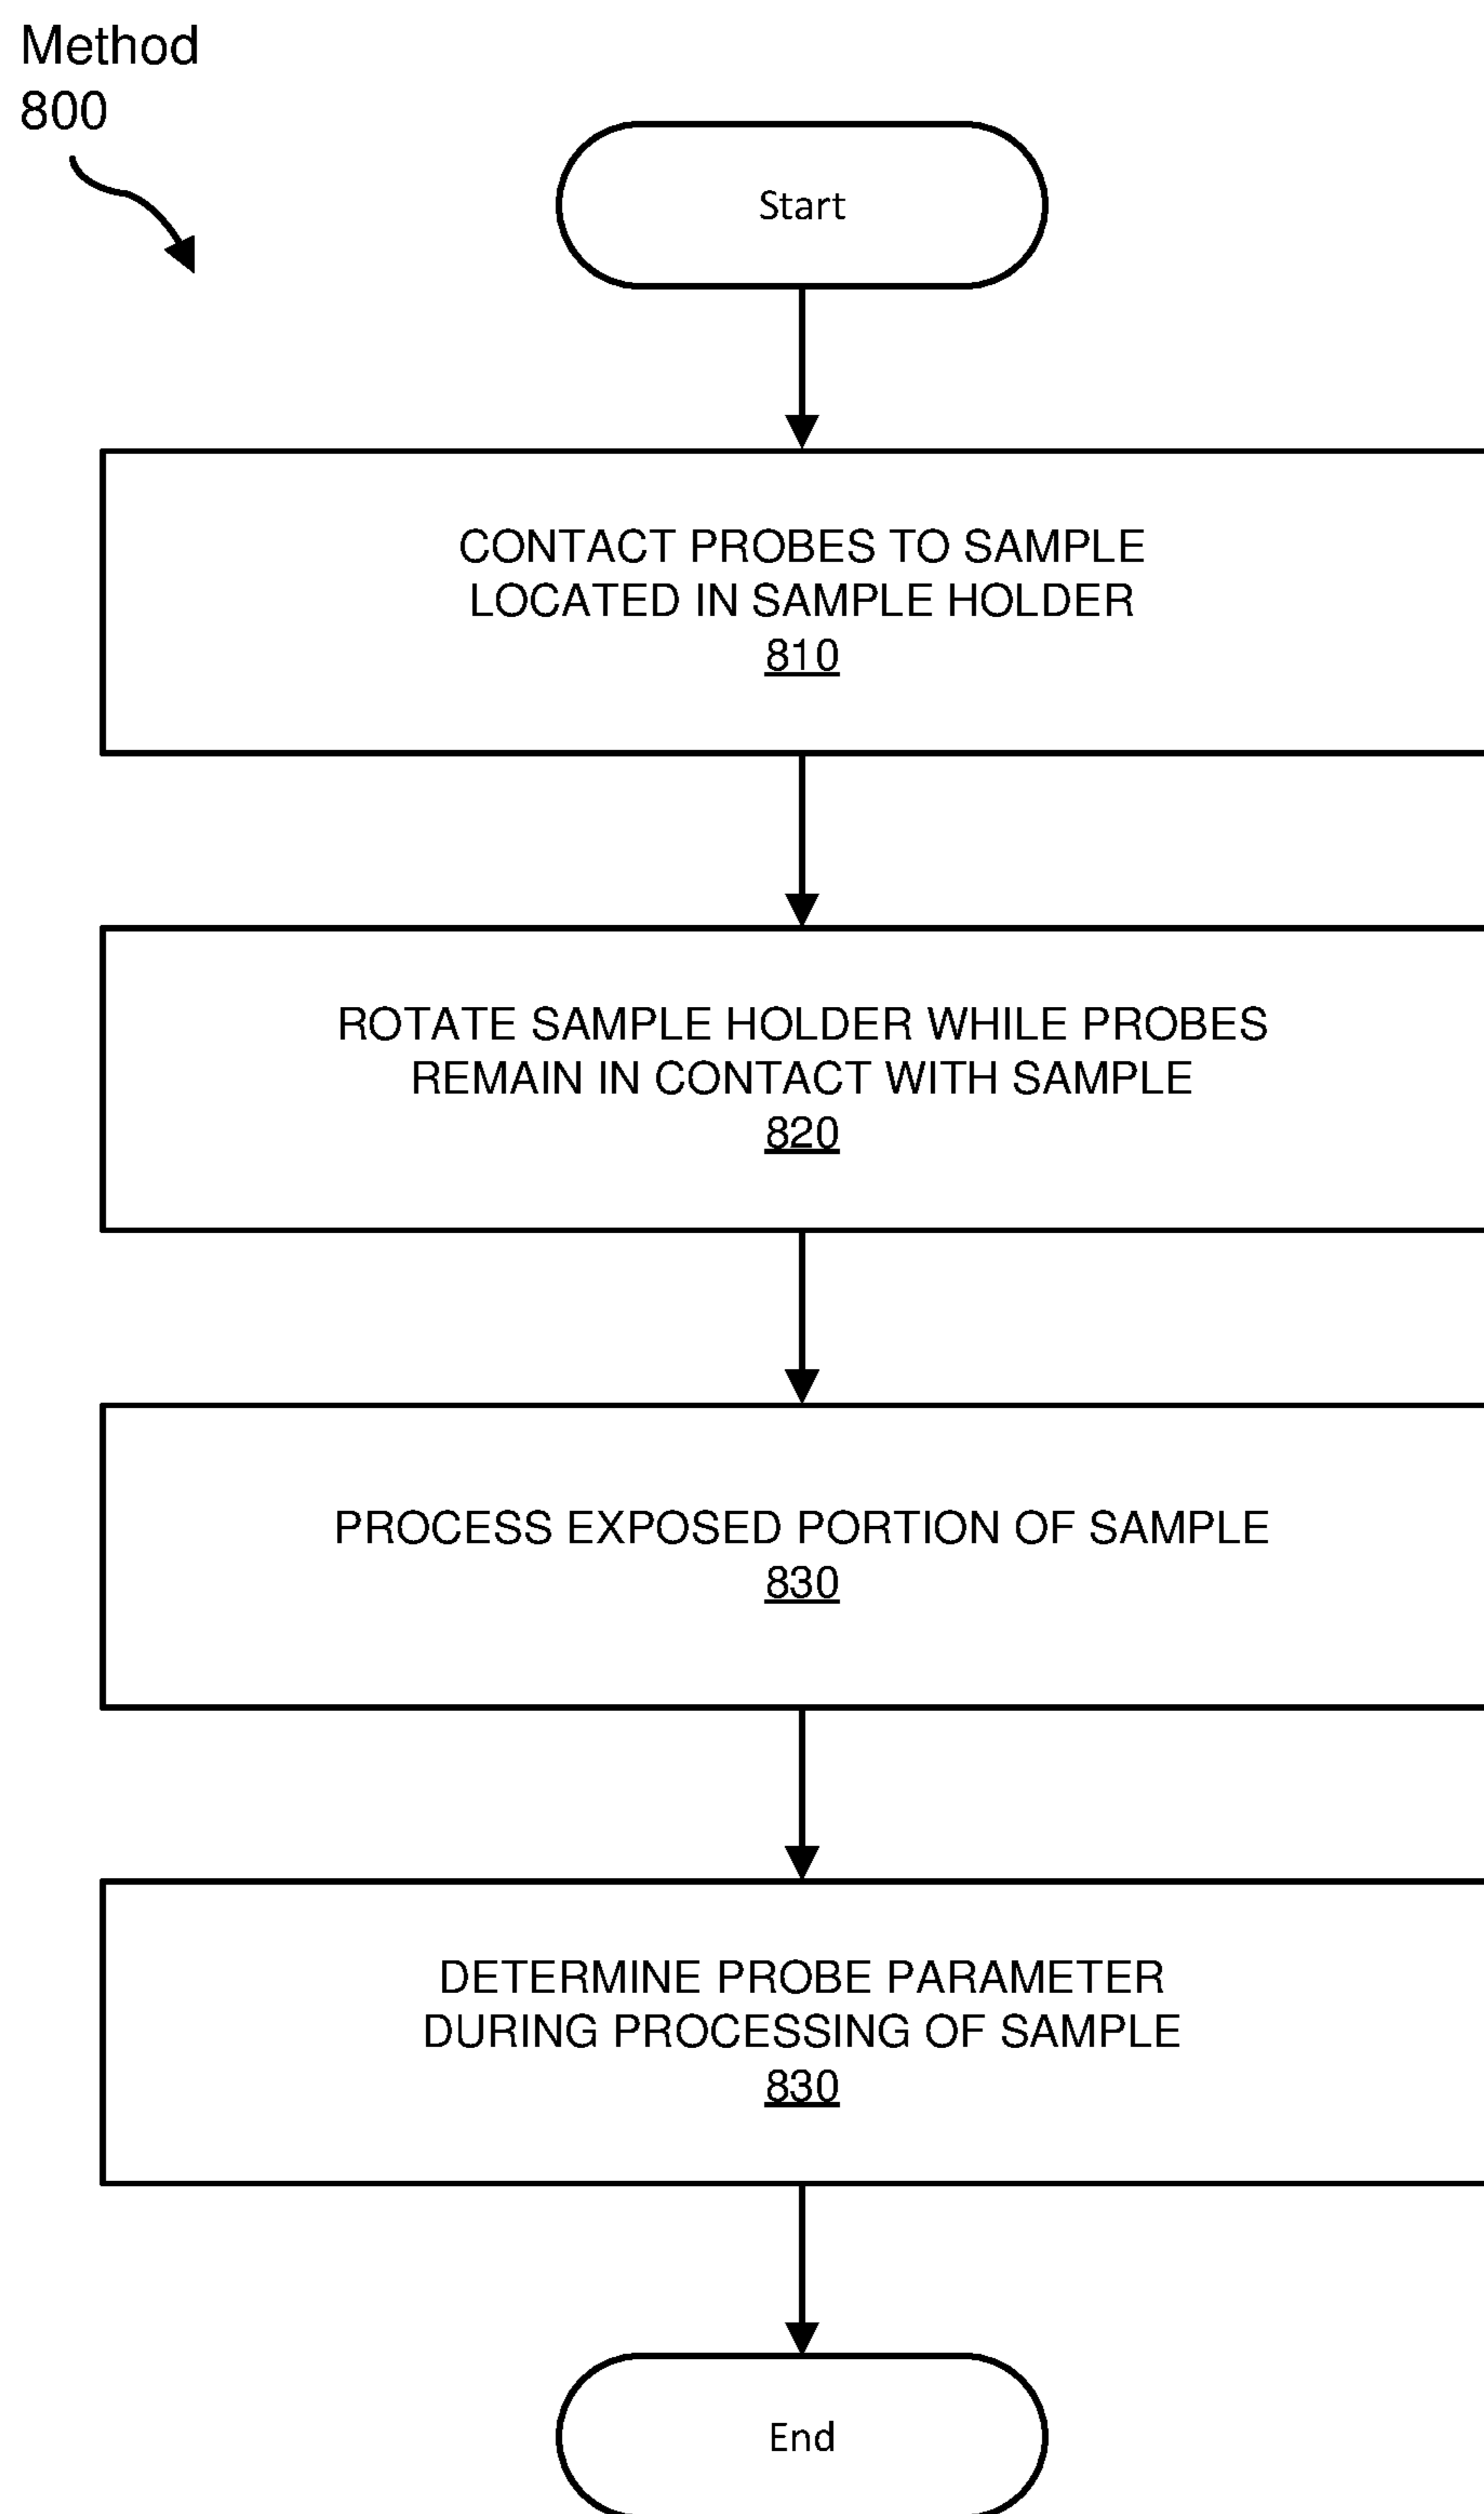 Method
800
Start
CONTACT PROBES TO SAMPLE
LOCATED IN SAMPLE HOLDER
810
ROTATE SAMPLE HOLDER WHILE PROBES
REMAIN IN CONTACT WITH SAMPLE
820
PROCESS EXPOSED PORTION OF SAMPLE
830
DETERMINE PROBE PARAMETER
DURING PROCESSING OF SAMPLE
830
End